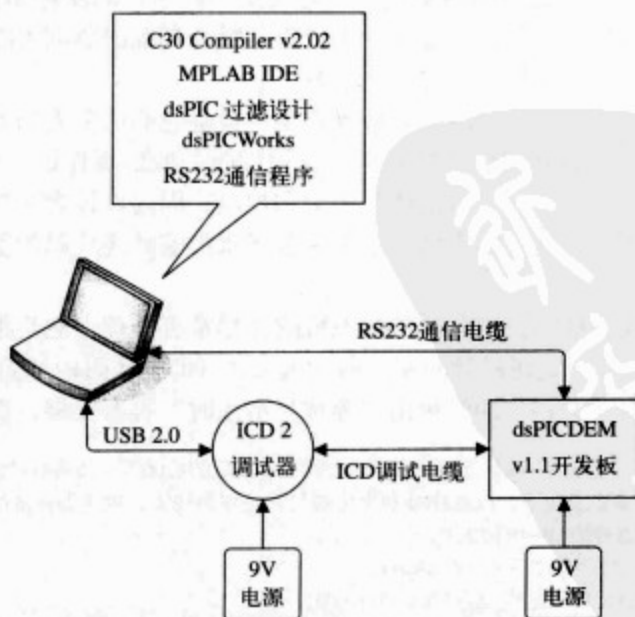 C30 Compiler v2.02
MPLAB IDE
dsPIC 过滤设计
dsPICWorks
RS232通信程序
RS232通信电缆
USB 2.0
ICD 2
调试器
ICD调试电缆
dsPICDEM
v1.1开发板
9V
电源
9V
电源